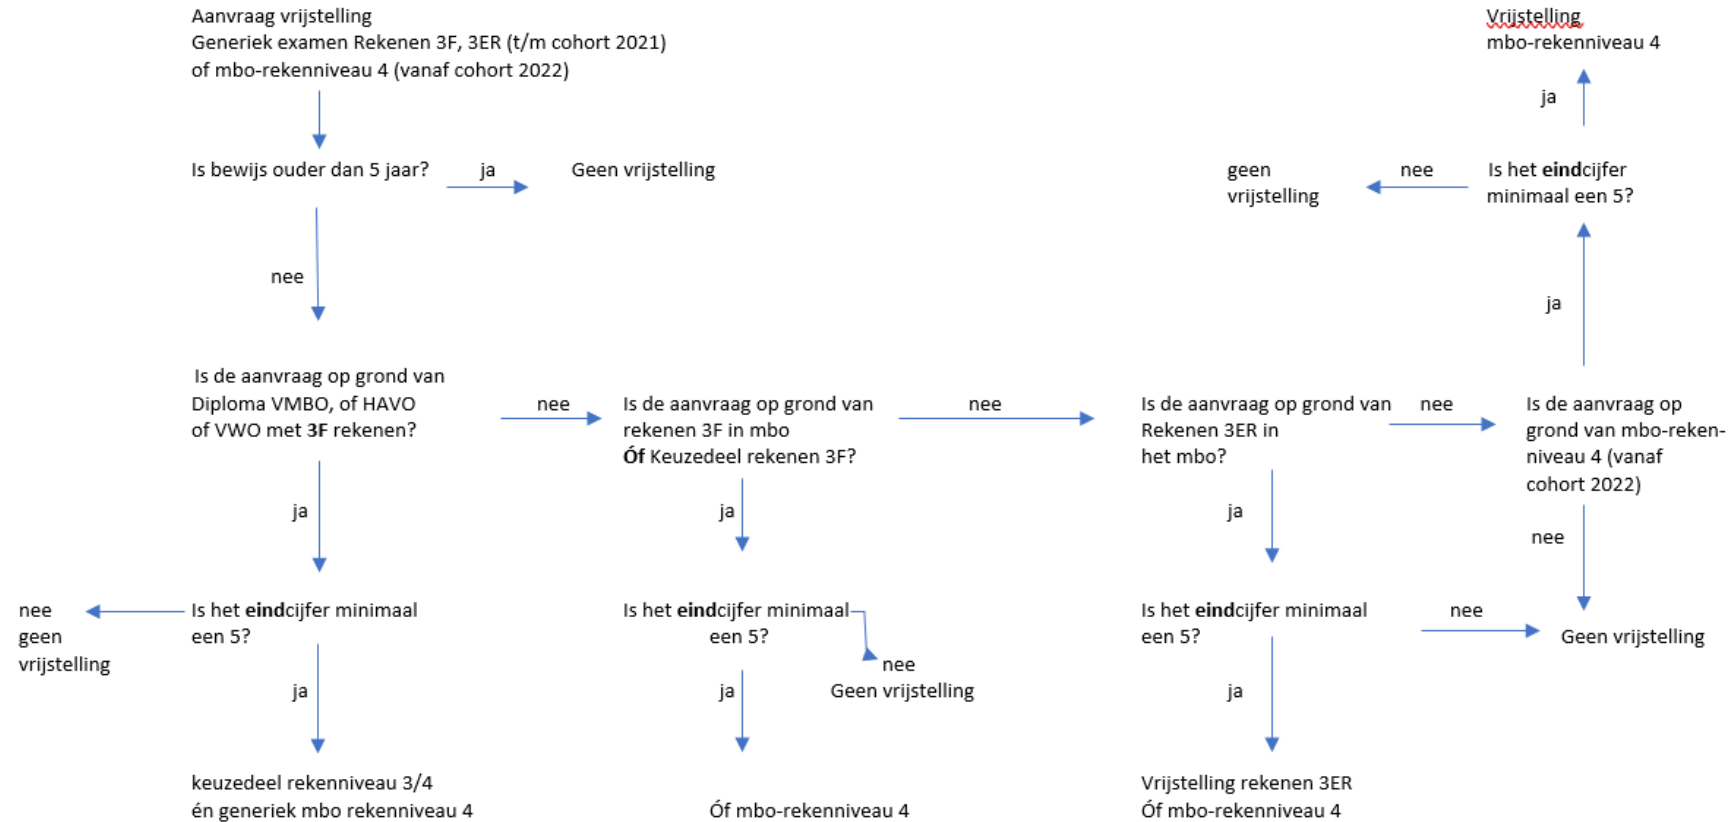 Aanvraag vrijstelling
Generiek examen Rekenen 3F, 3ER (t/m cohort 2021)
of mbo-rekenniveau 4 (vanaf cohort 2022)
Vrijstelling
mbo-rekenniveau 4
ja
Is bewijs ouder dan 5 jaar?
ja
Geen vrijstelling
geen
vrijstelling
nee
Is het eindcijfer
minimaal een 5?
nee
ja
Is de aanvraag op grond van
Diploma VMBO, of HAVO
of VWO met 3F rekenen?
nee
Is de aanvraag op grond van
rekenen 3F in mbo
Óf Keuzedeel rekenen 3F?
nee
Is de aanvraag op grond van
Rekenen 3ER in
het mbo?
nee
Is de aanvraag op
grond van mbo-reken-
niveau 4 (vanaf
cohort 2022)
ja
ja
ja
nee
nee
geen
vrijstelling
Is het eindcijfer minimaal
een 5?
Is het eindcijfer minimaal
een 5?
nee
Geen vrijstelling
Is het eindcijfer minimaal
een 5?
nee
Geen vrijstelling
ja
ja
ja
keuzedeel rekenniveau 3/4
én generiek mbo rekenniveau 4
Óf mbo-rekenniveau 4
Vrijstelling rekenen 3ER
Óf mbo-rekenniveau 4